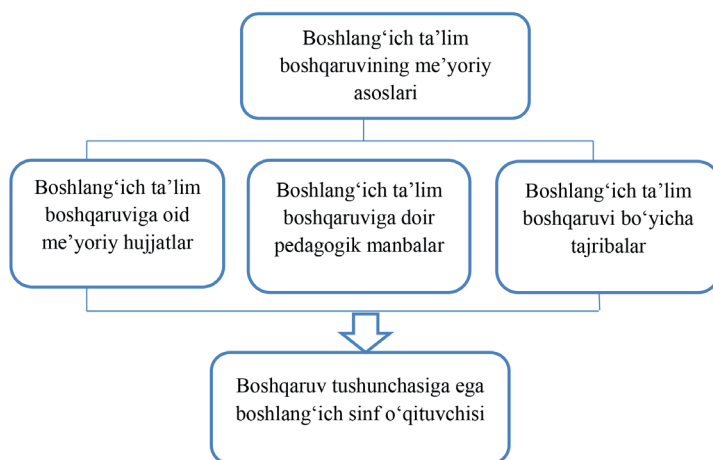 Boshlang‘ich ta’lim
boshqaruvining me’yoriy
asoslari
Boshlang‘ich ta’lim
boshqaruviga oid
me’yoriy hujjatlar
Boshlang‘ich ta’lim
boshqaruviga doir
pedagogik manbalar
Boshlang‘ich ta’lim
boshqaruvi bo‘yicha
tajribalar
Boshqaruv tushunchasiga ega
boshlang‘ich sinf o‘qituvchisi